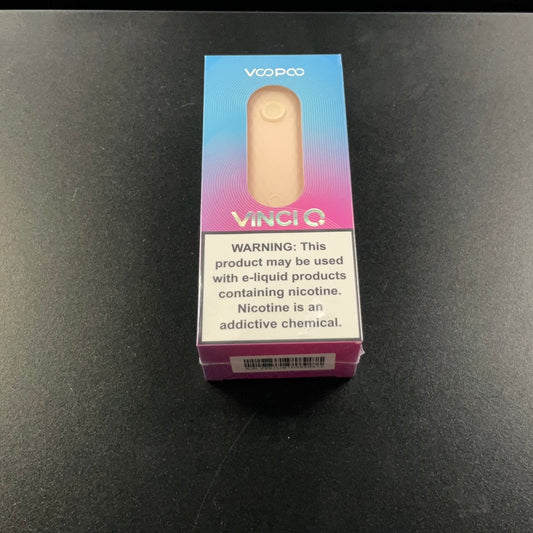 VOOPOO
VINCI Q
WARNING: This
product may be used
with e-liquid products
containing nicotine.
Nicotine is an
addictive chemical.